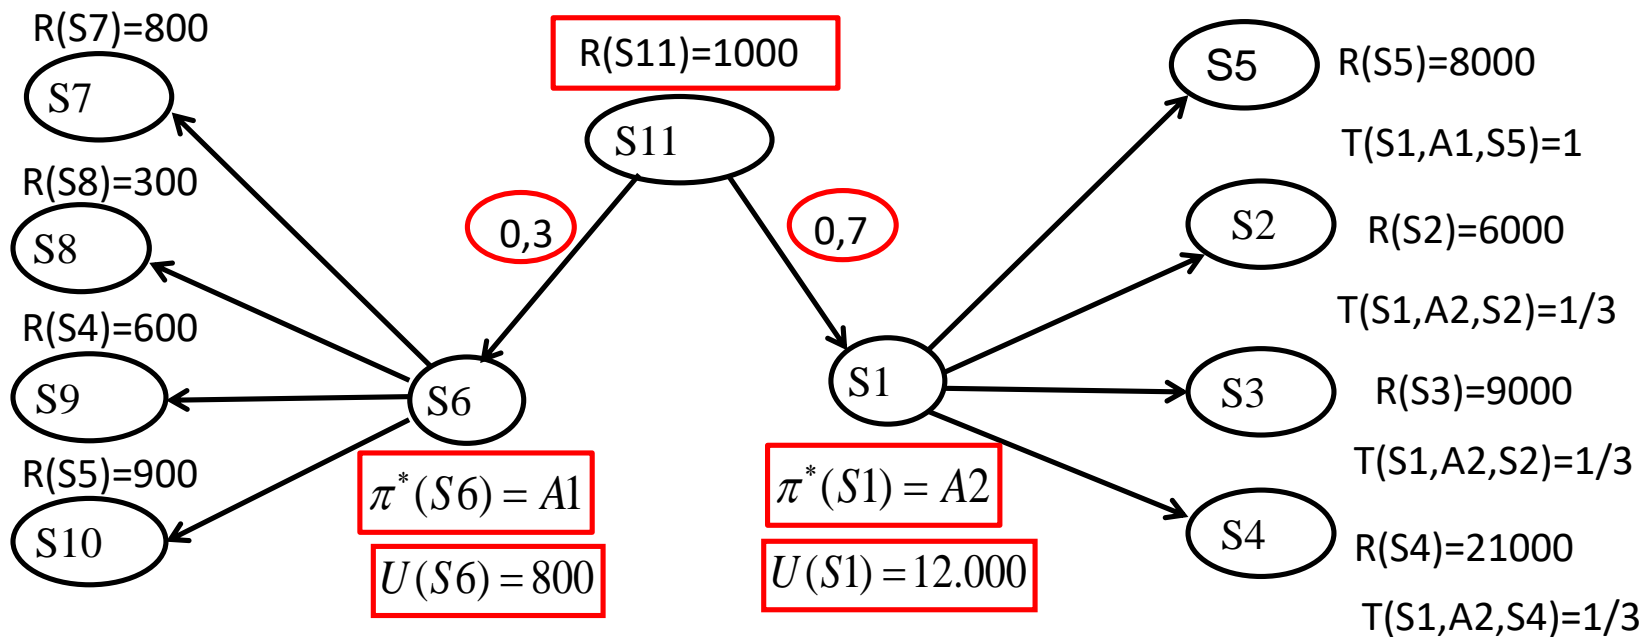 R(S7)=800
S7
R(S8)=300
S8
R(S4)=600
S9
R(S5)=900
S10
S6
π*(S6) = A1
U(S6) = 800
R(S11)=1000
S11
0,3
0,7
S1
π*(S1) = A2
U(S1) = 12.000
S5
R(S5)=8000
T(S1,A1,S5)=1
S2
R(S2)=6000
T(S1,A2,S2)=1/3
S3
R(S3)=9000
T(S1,A2,S2)=1/3
S4
R(S4)=21000
T(S1,A2,S4)=1/3